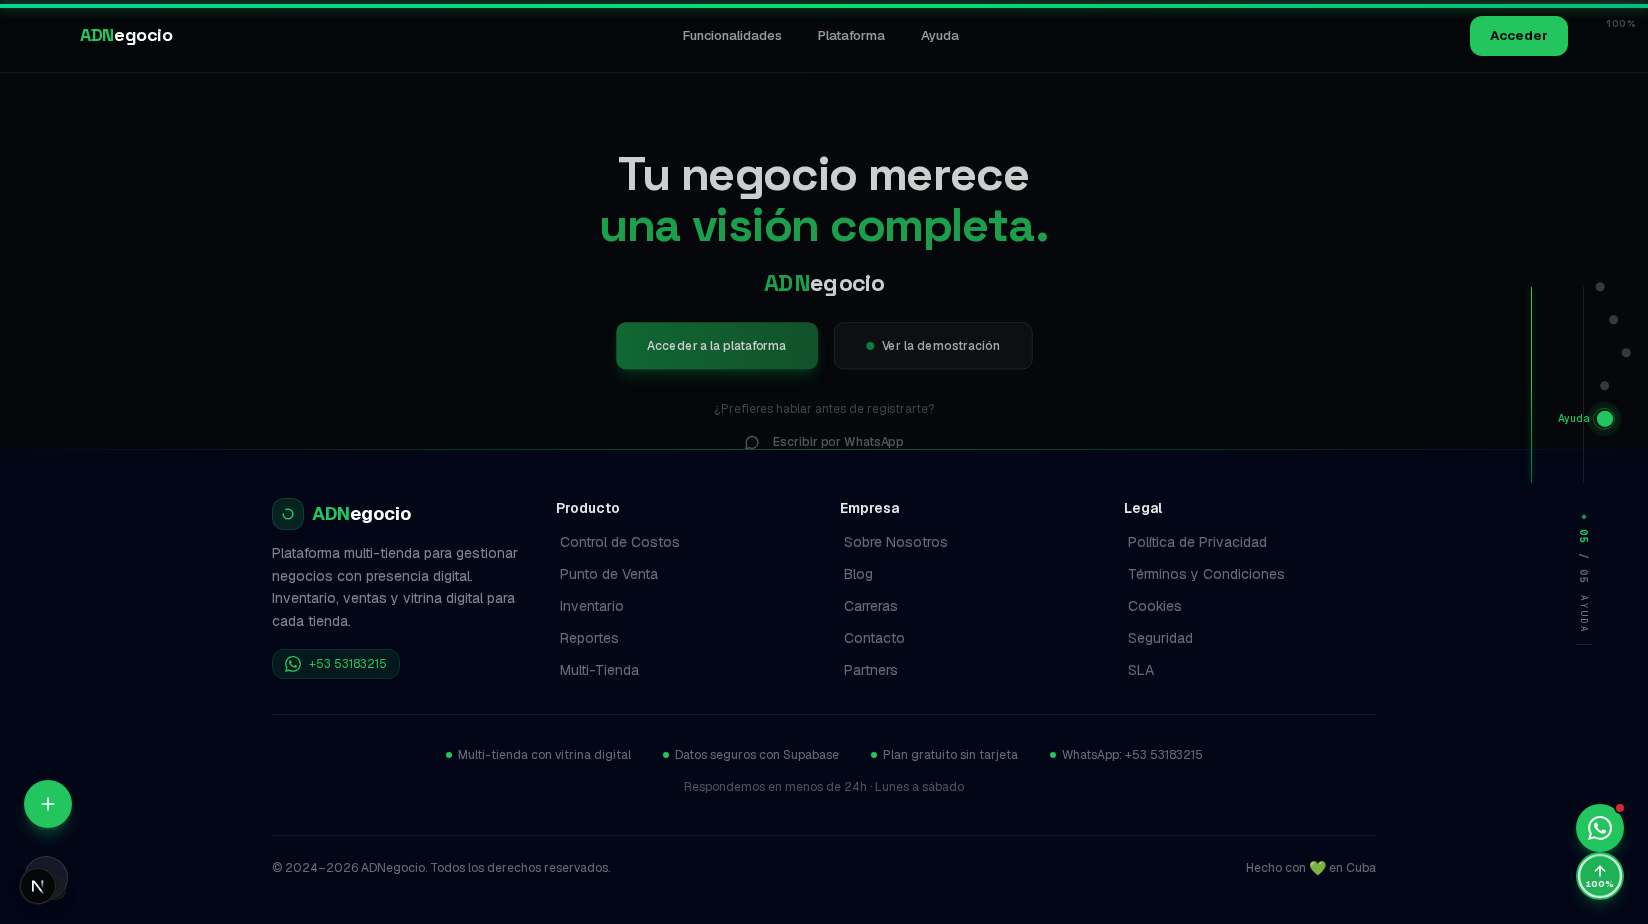 ADNegocio
Funcionalidades
Plataforma
Ayuda
Acceder
100%
Tu negocio merece
una visión completa.
ADNegocio
Acceder a la plataforma
Ver la demostración
¿Prefieres hablar antes de registrarte?
Escribir por WhatsApp
Ayuda
05 / 05 AYUDA
ADNegocio
Plataforma multi-tienda para gestionar
negocios con presencia digital.
Inventario, ventas y vitrina digital para
cada tienda.
+53 53183215
Producto
Control de Costos
Punto de Venta
Inventario
Reportes
Multi-Tienda
Empresa
Sobre Nosotros
Blog
Carreras
Contacto
Partners
Legal
Política de Privacidad
Términos y Condiciones
Cookies
Seguridad
SLA
Multi-tienda con vitrina digital
Datos seguros con Supabase
Plan gratuito sin tarjeta
WhatsApp: +53 53183215
Respondemos en menos de 24h · Lunes a sábado
© 2024–2026 ADNegocio. Todos los derechos reservados.
Hecho con 💚 en Cuba
N
100%